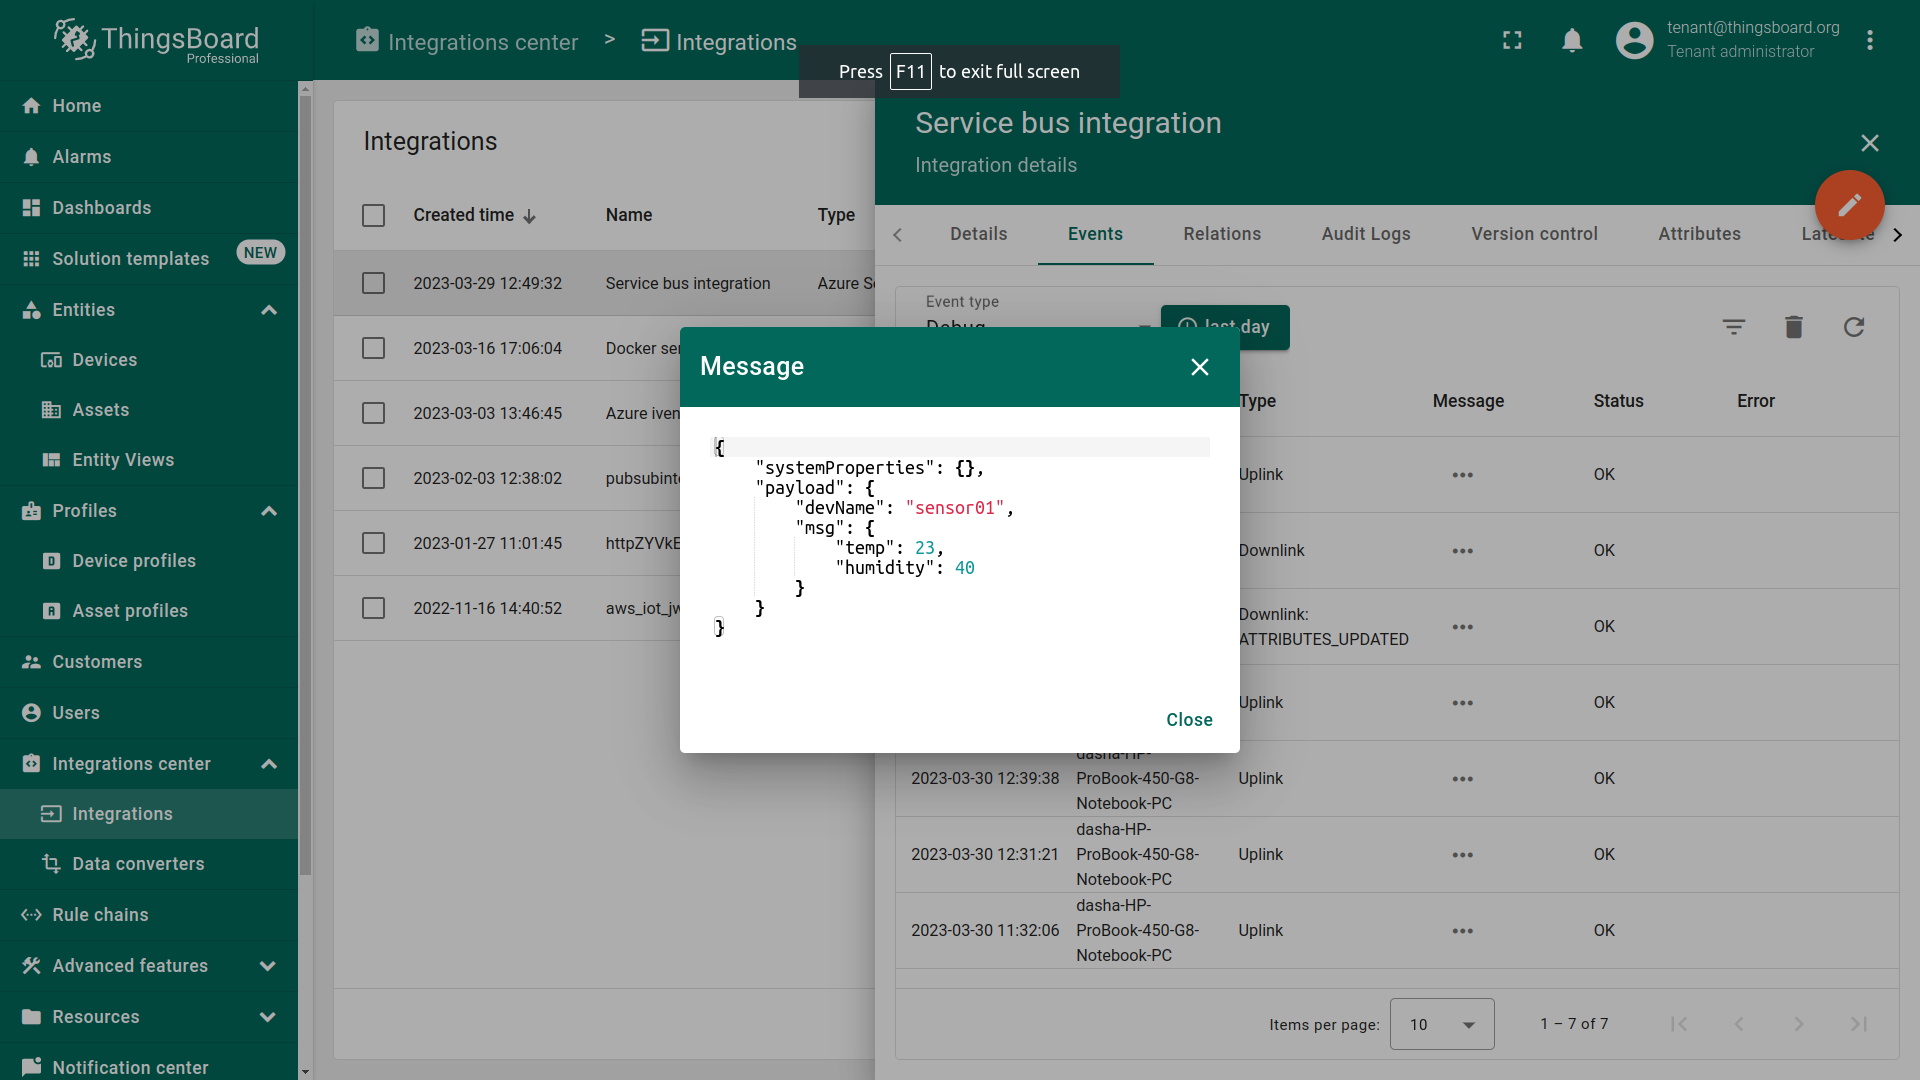 ThingsBoard
Professional
Integrations center > Integrations
Press F11 to exit full screen
tenant@thingsboard.org
Tenant administrator
Home
Alarms
Dashboards
Solution templates NEW
Entities
Devices
Assets
Entity Views
Profiles
Device profiles
Asset profiles
Customers
Users
Integrations center
Integrations
Data converters
Rule chains
Advanced features
Resources
Notification center
Integrations
Created time Name Type
2023-03-29 12:49:32 Service bus integration Azure S
2023-03-16 17:06:04 Docker se
2023-03-03 13:46:45 Azure iven
2023-02-03 12:38:02 pubsubint
2023-01-27 11:01:45 httpZYVkE
2022-11-16 14:40:52 aws_iot_jw
Service bus integration
Integration details
Details Events Relations Audit Logs Version control Attributes
Event type
Debug last day
Type Message Status Error
Uplink ••• OK
Downlink ••• OK
Downlink:
ATTRIBUTES_UPDATED ••• OK
Uplink ••• OK
dasha-HP-
2023-03-30 12:39:38 ProBook-450-G8- Uplink ••• OK
Notebook-PC
dasha-HP-
2023-03-30 12:31:21 ProBook-450-G8- Uplink ••• OK
Notebook-PC
dasha-HP-
2023-03-30 11:32:06 ProBook-450-G8- Uplink ••• OK
Notebook-PC
Items per page: 10 1 – 7 of 7
Message
{
"systemProperties": {},
"payload": {
"devName": "sensor01",
"msg": {
"temp": 23,
"humidity": 40
}
}
}
Close